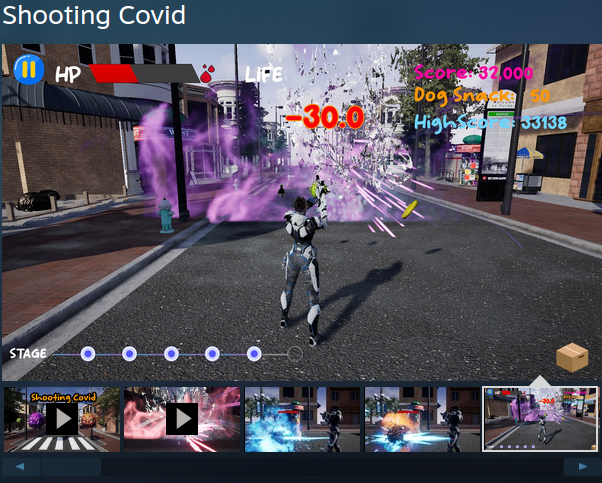 Shooting Covid
HP
LiFE
Score: 32,000
Dog Snack: 50
HighScore: 33138
-30.0
STAGE
Shooting Covid